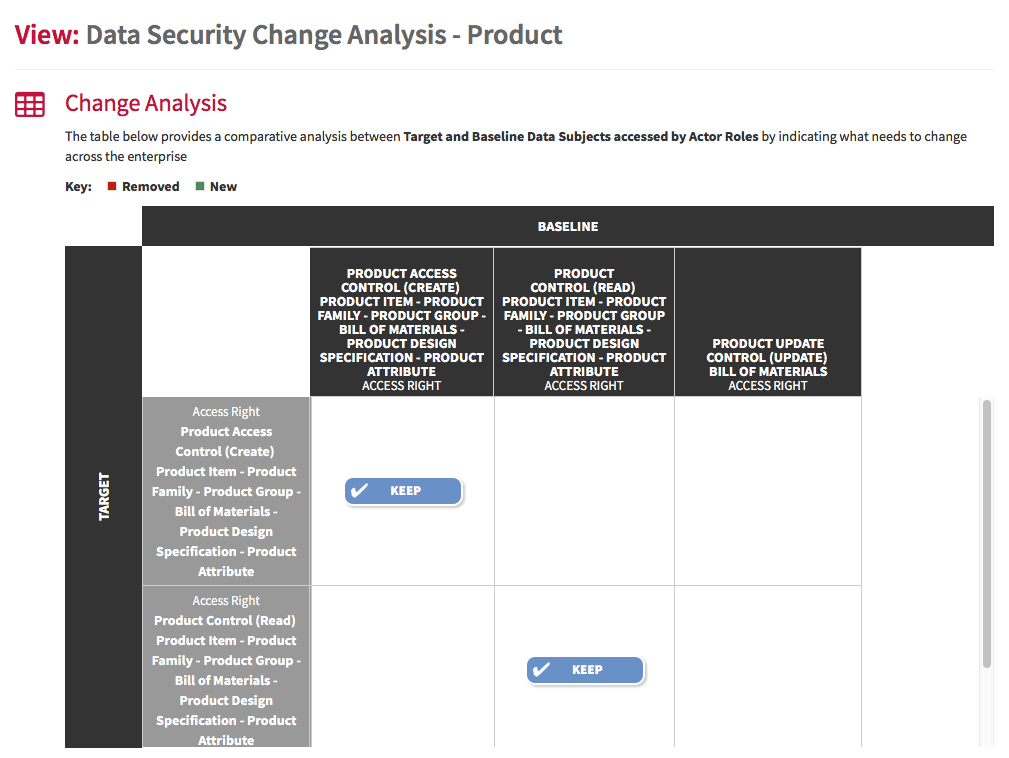 View: Data Security Change Analysis - Product
Change Analysis
The table below provides a comparative analysis between Target and Baseline Data Subjects accessed by Actor Roles by indicating what needs to change
across the enterprise
Key: Removed New
BASELINE
PRODUCT ACCESS
CONTROL (CREATE)
PRODUCT ITEM - PRODUCT
FAMILY - PRODUCT GROUP -
BILL OF MATERIALS -
PRODUCT DESIGN
SPECIFICATION - PRODUCT
ATTRIBUTE
ACCESS RIGHT
PRODUCT
CONTROL (READ)
PRODUCT ITEM - PRODUCT
FAMILY - PRODUCT GROUP
- BILL OF MATERIALS -
PRODUCT DESIGN
SPECIFICATION - PRODUCT
ATTRIBUTE
ACCESS RIGHT
PRODUCT UPDATE
CONTROL (UPDATE)
BILL OF MATERIALS
ACCESS RIGHT
TARGET
Access Right
Product Access
Control (Create)
Product Item - Product
Family - Product Group -
Bill of Materials -
Product Design
Specification - Product
Attribute
KEEP
Access Right
Product Control (Read)
Product Item - Product
Family - Product Group -
Bill of Materials -
Product Design
Specification - Product
Attribute
KEEP